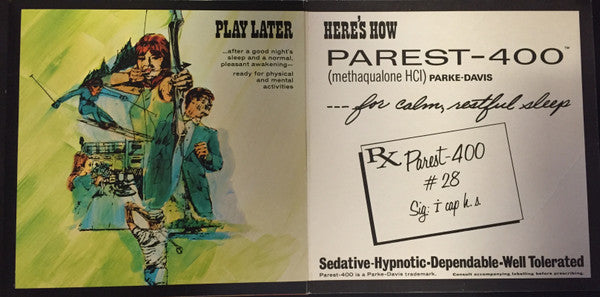 PLAY LATER
...after a good night's
sleep and a normal,
pleasant awakening—
ready for physical
and mental
activities
HERE'S HOW
PAREST-400™
(methaqualone HCl) PARKE-DAVIS
---for calm, restful sleep
Rx Parest-400
# 28
Sig: † cap h.s.
Sedative-Hypnotic-Dependable-Well Tolerated
Parest-400 is a Parke-Davis trademark.
Consult accompanying labeling before prescribing.